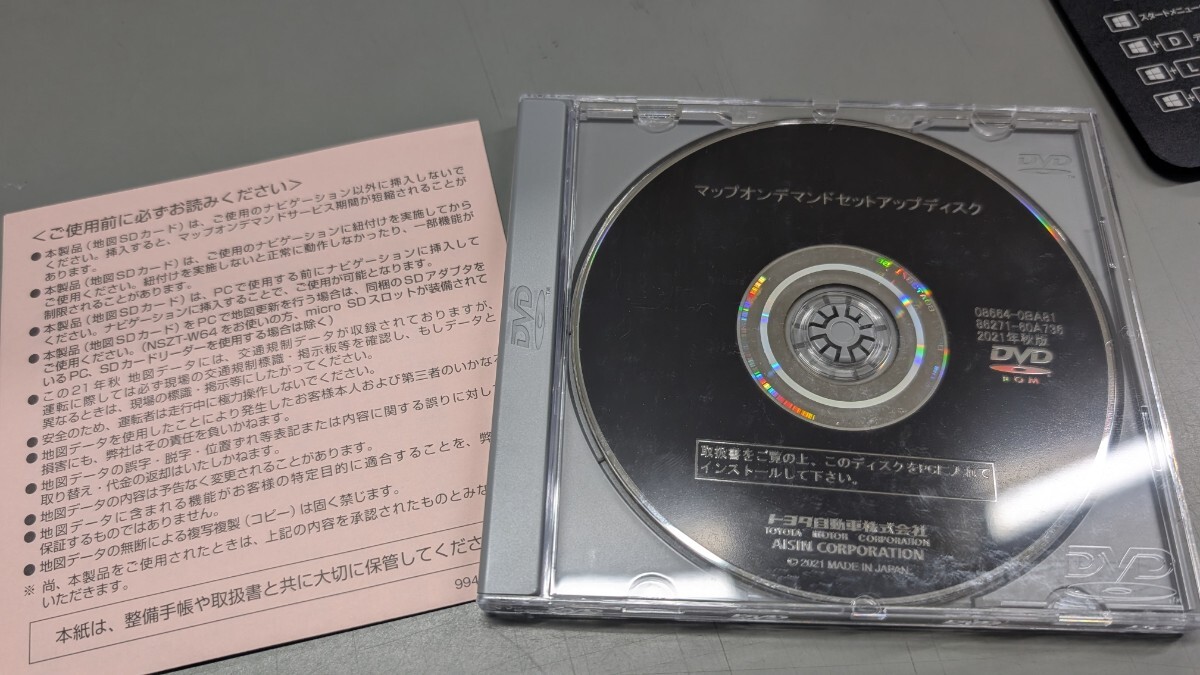 ＜ご使用前に必ずお読みください＞
●本製品（地図SDカード）は、ご使用のナビゲーション以外に挿入しないで
ください。挿入すると、マップオンデマンドサービス期間が短縮されることが
あります。
●本製品（地図SDカード）は、ご使用のナビゲーションに紐付けを実施してから
ご使用ください。紐付けを実施しないと正常に動作しなかったり、一部機能が
制限されることがあります。
●本製品（地図SDカード）は、PCで使用する前にナビゲーションに挿入して
ください。ナビゲーションに挿入することで、ご使用が可能となります。
●本製品（地図SDカード）をPCで地図更新を行う場合は、同梱のSDアダプタを
ご使用ください。（NSZT-W64をお使いの方、micro SDスロットが装備されて
いるPC、SDカードリーダーを使用する場合は除く）
●この21年秋 地図データには、交通規制データが収録されておりますが、
運転に際しては必ず現場の交通規制標識・掲示板等を確認し、もしデータと
異なるときは、現場の標識・掲示等にしたがってください。
●安全のため、運転者は走行中に極力操作しないでください。
●地図データを使用したことにより発生したお客様本人および第三者のいかなる
損害にも、弊社はその責任を負いかねます。
●地図データの誤字・脱字・位置ずれ等表記または内容に関する誤りに対し
取り替え・代金の返却はいたしかねます。
●地図データの内容は予告なく変更されることがあります。
●地図データに含まれる機能がお客様の特定目的に適合することを、弊
保証するものではありません。
●地図データの無断による複写複製（コピー）は固く禁じます。
※ 尚、本製品をご使用されたときは、上記の内容を承認されたものとみな
いただきます。
本紙は、整備手帳や取扱書と共に大切に保管してくださ
994
DVD
TM
DVD
マップオンデマンドセットアップディスク
08664-0BA81
86271-60A736
2021年秋版
DVD
ROM
取扱書をご覧の上、このディスクをPCに入れて
インストールして下さい。
トヨタ自動車株式会社
TOYOTA MOTOR CORPORATION
AISIN CORPORATION
Ⓟ 2021 MADE IN JAPAN
DVD
スタートメニュー
+D デ
+L
+